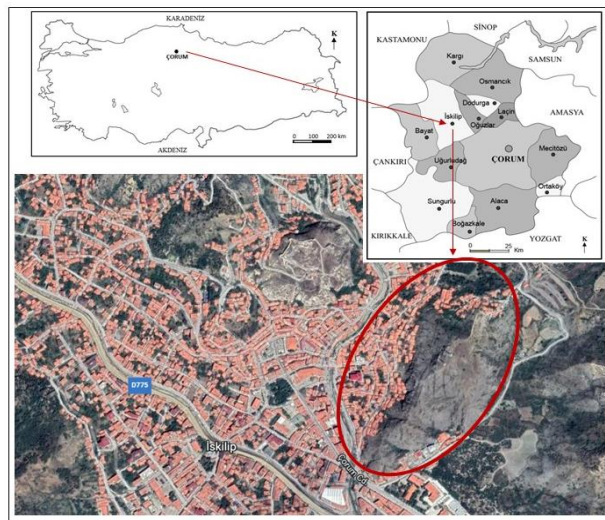 KARADENİZ
K
ÇORUM
AKDENİZ
0 100 200 km
SİNOP
KASTAMONU
Kargı
SAMSUN
Osmancık
Dodurga
AMASYA
İskilip
Laçin
Oğuzlar
Bayat
ÇORUM
Mecitözü
ÇANKIRI
Uğurludağ
Ortaköy
Sungurlu
Alaca
Boğazkale
KIRIKKALE
YOZGAT
0 25 Km
K
D775
İskilip
Çorum Cd.